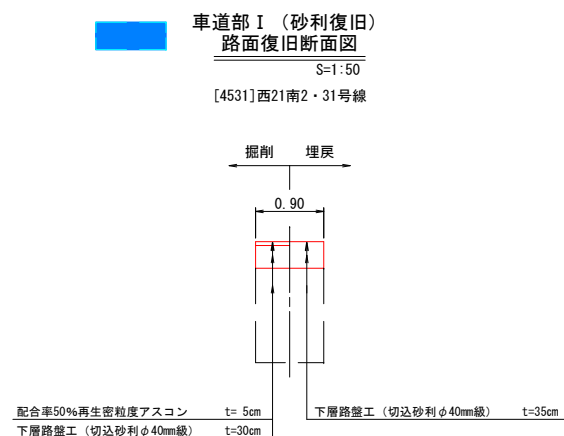 車道部Ⅰ（砂利復旧）
路面復旧断面図
S=1:50
[4531]西21南2・31号線
掘削 埋戻
0.90
配合率50%再生密粒度アスコン t= 5cm
下層路盤工（切込砂利φ40mm級） t=35cm
下層路盤工（切込砂利φ40mm級） t=30cm